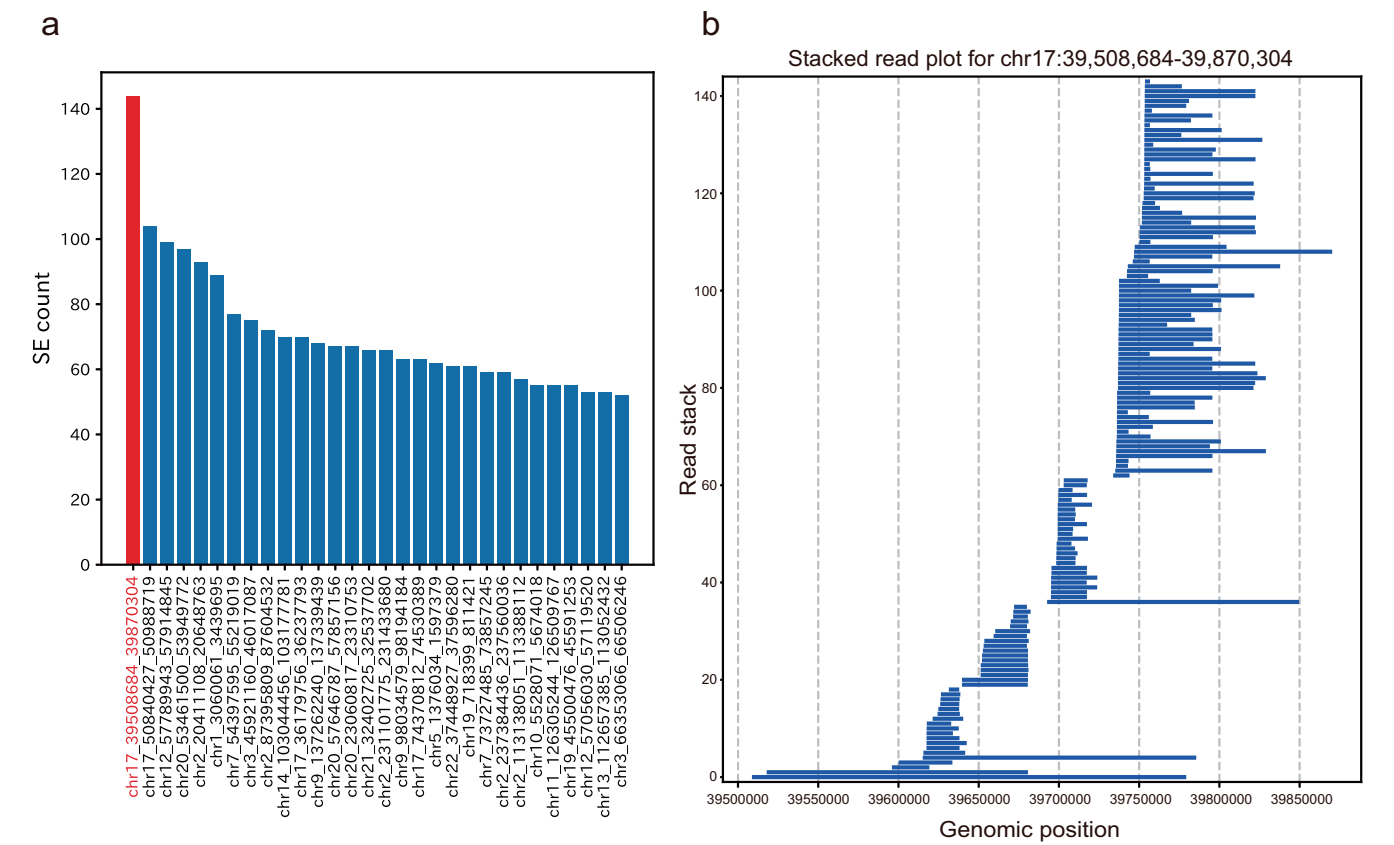 a
140
120
100
80
60
40
20
0
SE count
chr17_39508684_39870304
chr17_50840427_50988719
chr12_57789943_57914845
chr20_53461500_53949772
chr2_20411108_20648763
chr1_3060061_3439695
chr7_54397595_55219019
chr3_45921160_46017087
chr2_87395809_87604532
chr14_103044456_103177781
chr17_36179756_36237793
chr9_137262240_137339439
chr20_57646787_57857156
chr20_23060817_23310753
chr21_32402725_32537702
chr2_231101775_231433680
chr9_98034579_98194184
chr17_74370812_74530389
chr5_1376034_1597379
chr22_37448927_37596280
chr19_718399_811421
chr7_73727485_73857245
chr2_237384436_237560036
chr2_113138051_113388112
chr10_5528071_5674018
chr11_126305244_126509767
chr19_45500476_45591253
chr12_57056030_57119520
chr13_112657385_113052432
chr3_66353066_66506246
b
Stacked read plot for chr17:39,508,684-39,870,304
140
120
100
80
60
40
20
0
Read stack
39500000 39550000 39600000 39650000 39700000 39750000 39800000 39850000
Genomic position